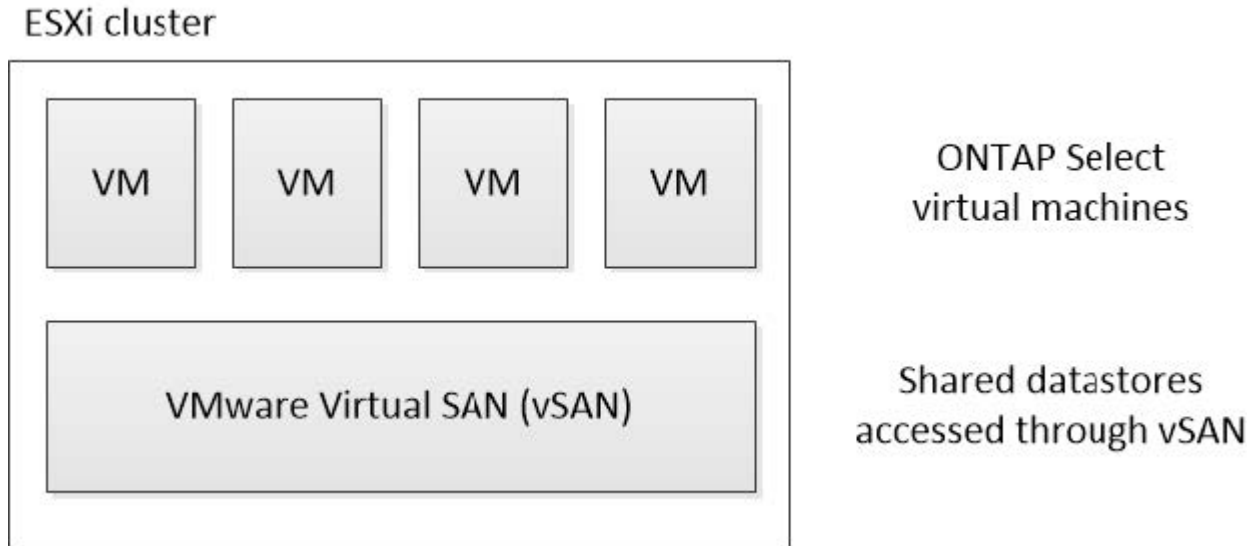 ESXi cluster
VM VM VM VM
ONTAP Select
virtual machines
VMware Virtual SAN (vSAN)
Shared datastores
accessed through vSAN